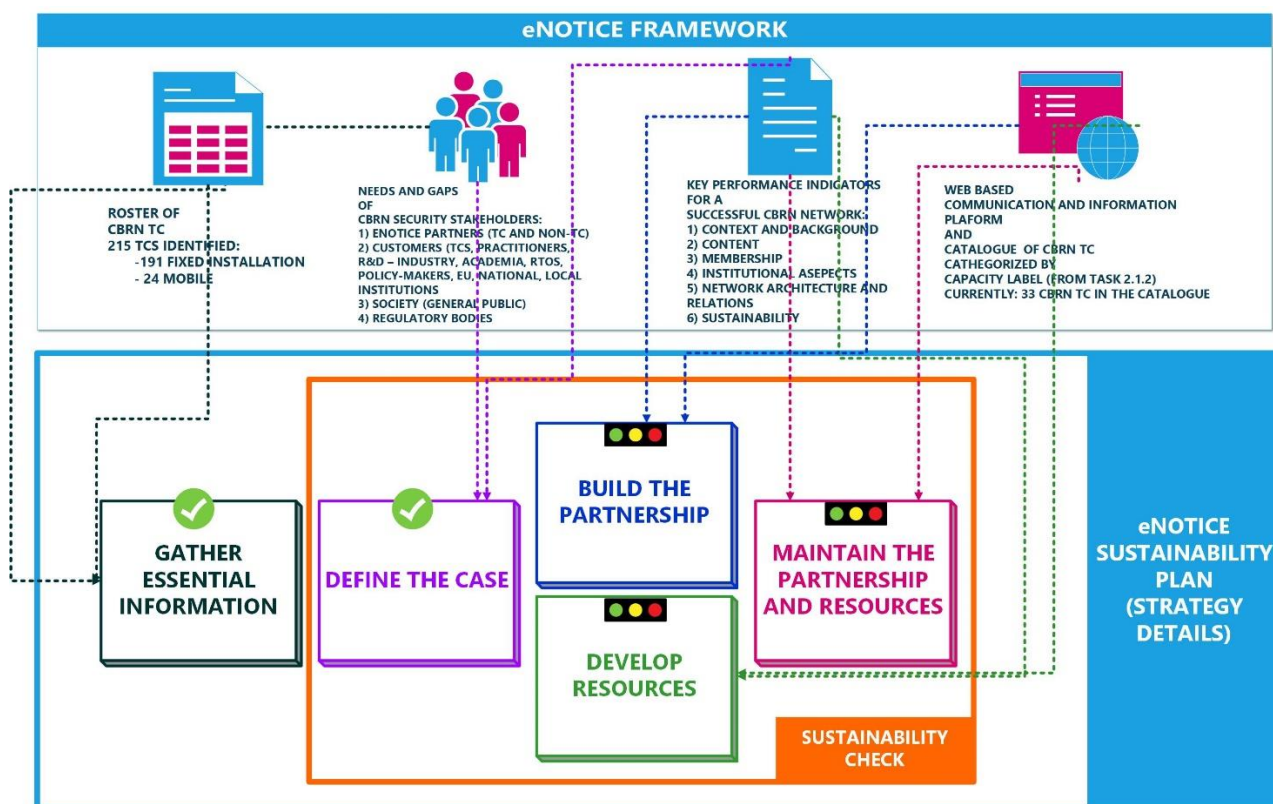 eNOTICE FRAMEWORK
ROSTER OF
CBRN TC
215 TCS IDENTIFIED:
-191 FIXED INSTALLATION
- 24 MOBILE
NEEDS AND GAPS
OF
CBRN SECURITY STAKEHOLDERS:
1) ENOTICE PARTNERS (TC AND NON-TC)
2) CUSTOMERS (TCS, PRACTITIONERS,
R&D – INDUSTRY, ACADEMIA, RTOS,
POLICY-MAKERS, EU, NATIONAL, LOCAL
INSTITUTIONS
3) SOCIETY (GENERAL PUBLIC)
4) REGULATORY BODIES
KEY PERFORMANCE INDICATORS
FOR A
SUCCESSFUL CBRN NETWORK:
1) CONTEXT AND BACKGROUND
2) CONTENT
3) MEMBERSHIP
4) INSTITUTIONAL ASEPECTS
5) NETWORK ARCHITECTURE AND
RELATIONS
6) SUSTAINABILITY
WEB BASED
COMMUNICATION AND INFORMATION
PLAFORM
AND
CATALOGUE OF CBRN TC
CATHEGORIZED BY
CAPACITY LABEL (FROM TASK 2.1.2)
CURRENTLY: 33 CBRN TC IN THE CATALOGUE
GATHER
ESSENTIAL
INFORMATION
DEFINE THE CASE
BUILD THE
PARTNERSHIP
DEVELOP
RESOURCES
MAINTAIN THE
PARTNERSHIP
AND RESOURCES
SUSTAINABILITY
CHECK
eNOTICE
SUSTAINABILITY
PLAN
(STRATEGY
DETAILS)